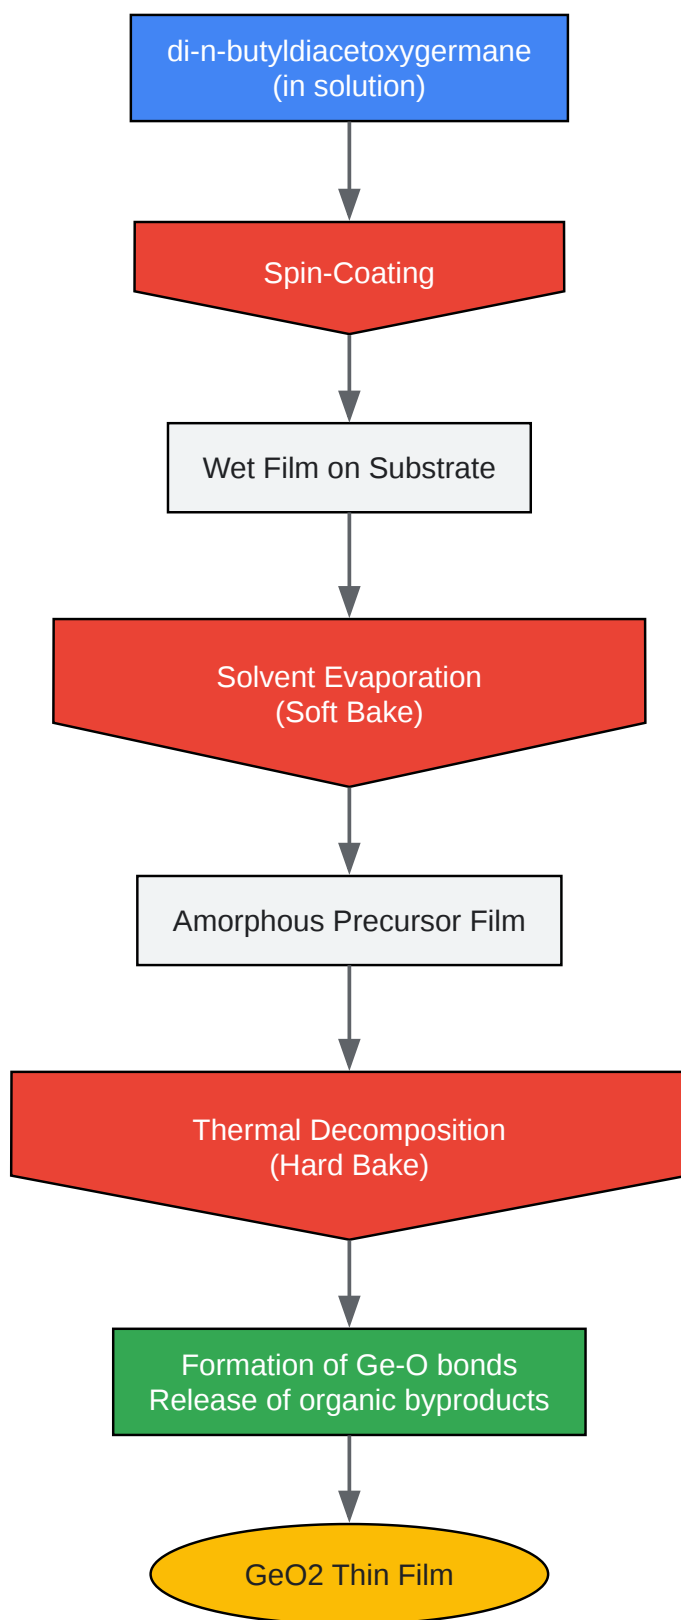 di-n-butyldiacetoxygermane
(in solution)
Spin-Coating
Wet Film on Substrate
Solvent Evaporation
(Soft Bake)
Amorphous Precursor Film
Thermal Decomposition
(Hard Bake)
Formation of Ge-O bonds
Release of organic byproducts
GeO2 Thin Film